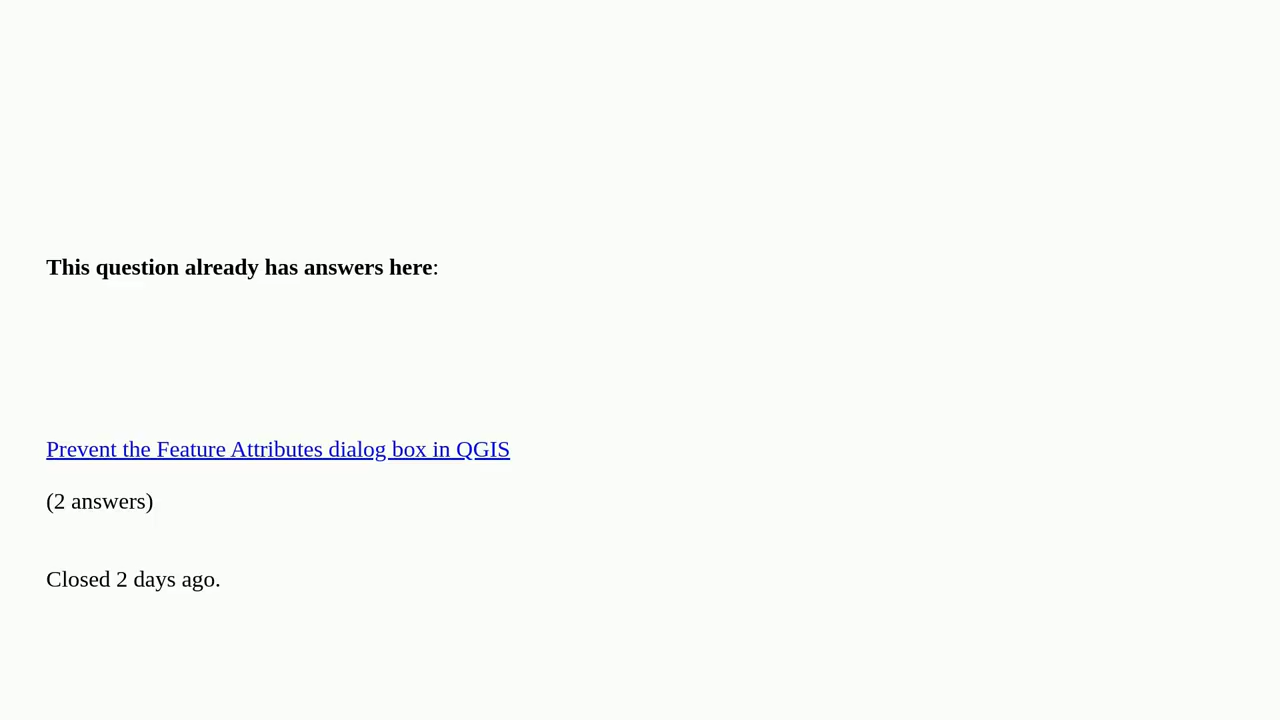 This question already has answers here:
Prevent the Feature Attributes dialog box in QGIS
(2 answers)
Closed 2 days ago.